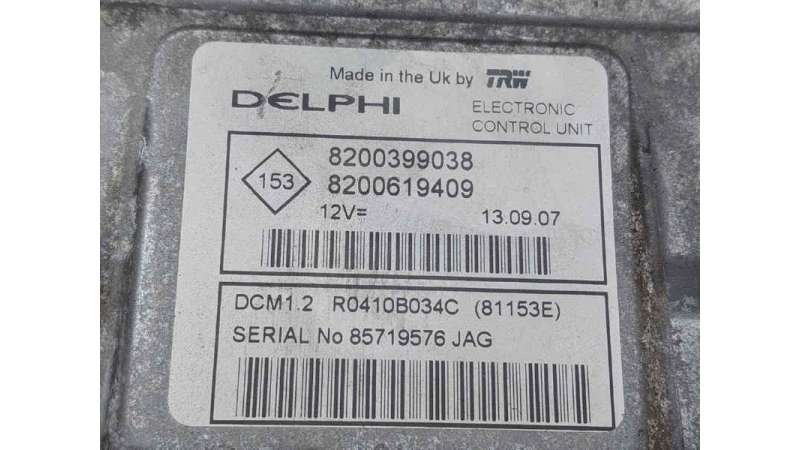 Made in the Uk by TRW
DELPHI
ELECTRONIC
CONTROL UNIT
153
8200399038
8200619409
12V= 13.09.07
DCM1.2 R0410B034C (81153E)
SERIAL No 85719576 JAG